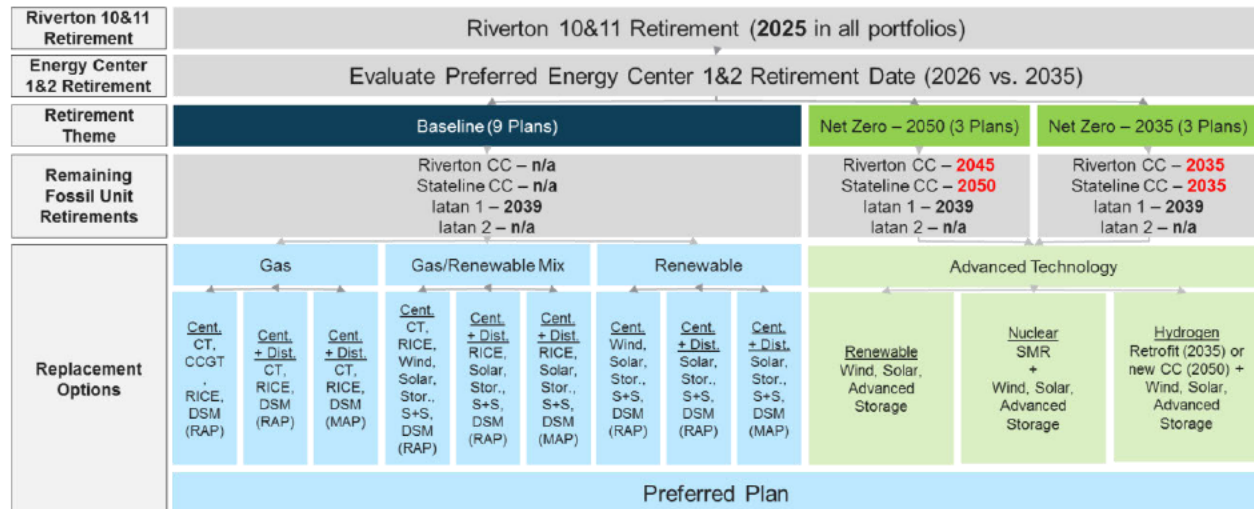 Riverton 10&11
Retirement
Riverton 10&11 Retirement (2025 in all portfolios)
Energy Center
1&2 Retirement
Evaluate Preferred Energy Center 1&2 Retirement Date (2026 vs. 2035)
Retirement
Theme
Baseline (9 Plans)
Net Zero – 2050 (3 Plans)
Net Zero – 2035 (3 Plans)
Remaining
Fossil Unit
Retirements
Riverton CC – n/a
Stateline CC – n/a
Iatan 1 – 2039
Iatan 2 – n/a
Riverton CC – 2045
Stateline CC – 2050
Iatan 1 – 2039
Iatan 2 – n/a
Riverton CC – 2035
Stateline CC – 2035
Iatan 1 – 2039
Iatan 2 – n/a
Replacement
Options
Gas
Gas/Renewable Mix
Renewable
Advanced Technology
Cent.
CT,
CCGT
,
RICE,
DSM
(RAP)
Cent.
+ Dist.
CT,
RICE,
DSM
(RAP)
Cent.
+ Dist.
CT,
RICE,
DSM
(MAP)
Cent.
CT,
RICE,
Wind,
Solar,
Stor.,
S+S,
DSM
(RAP)
Cent.
+ Dist.
RICE,
Solar,
Stor.,
S+S,
DSM
(RAP)
Cent.
+ Dist.
RICE,
Solar,
Stor.,
S+S,
DSM
(MAP)
Cent.
Wind,
Solar,
Stor.,
S+S,
DSM
(RAP)
Cent.
+ Dist.
Solar,
Stor.,
S+S,
DSM
(RAP)
Cent.
+ Dist.
Solar,
Stor.,
S+S,
DSM
(MAP)
Renewable
Wind, Solar,
Advanced
Storage
Nuclear
SMR
+
Wind, Solar,
Advanced
Storage
Hydrogen
Retrofit (2035) or
new CC (2050) +
Wind, Solar,
Advanced
Storage
Preferred Plan